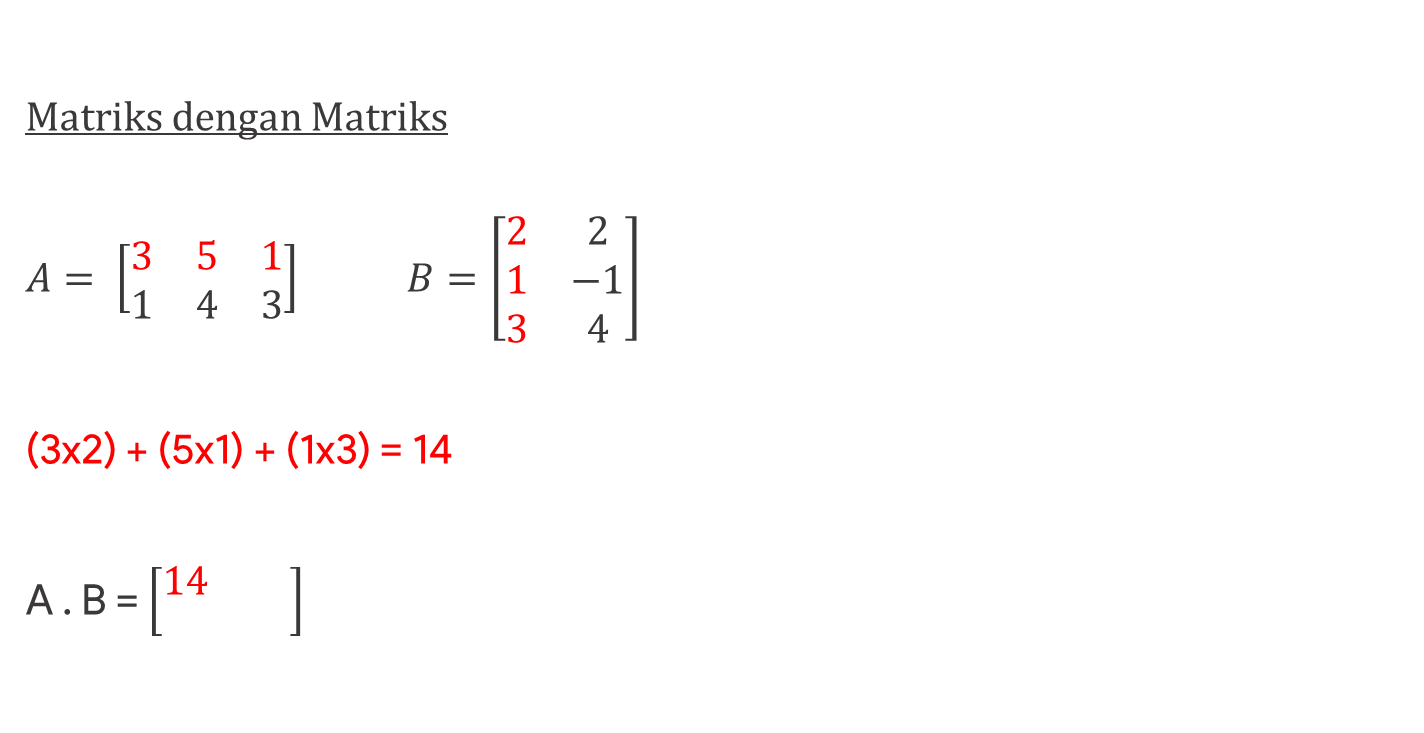 Matriks dengan Matriks
A = [3 5 1
1 4 3]
B = [2 2
1 −1
3 4]
(3x2) + (5x1) + (1x3) = 14
A . B = [14 ]